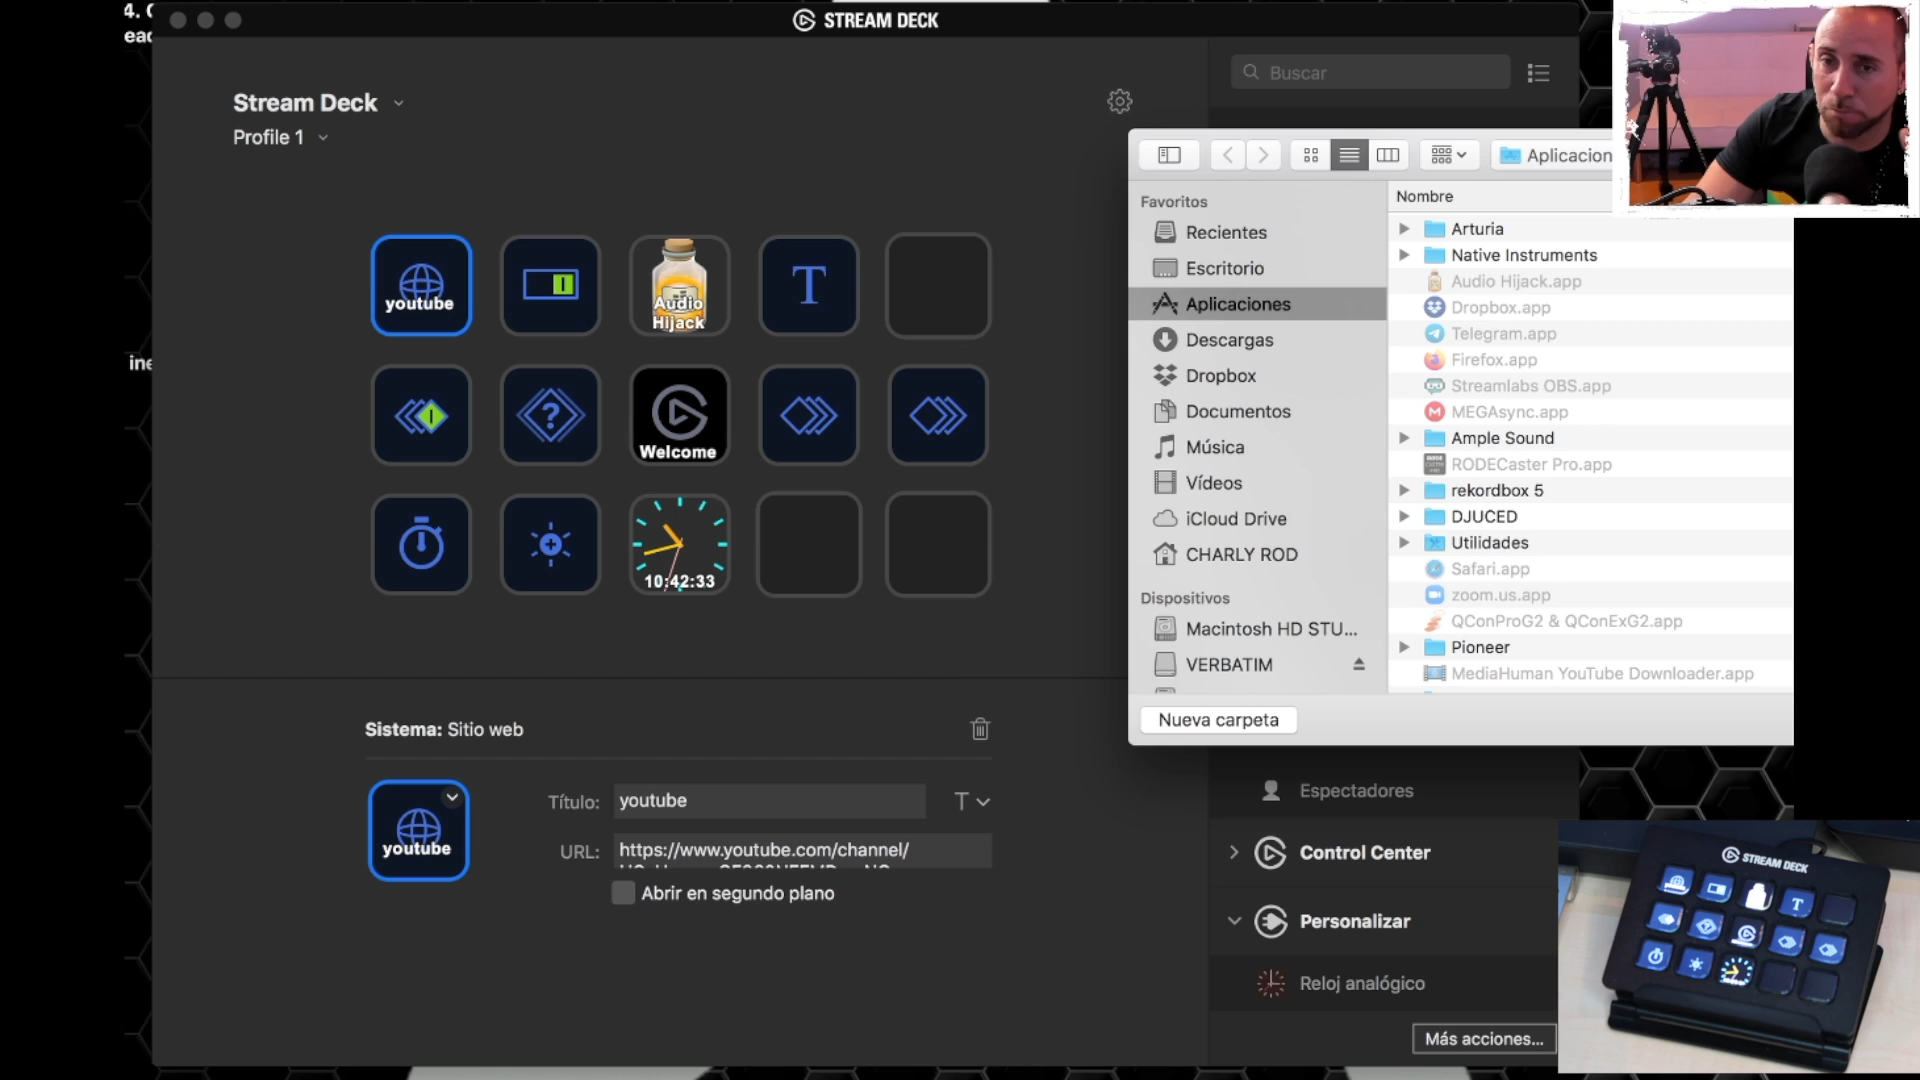 4. C
eac
ine
STREAM DECK
Stream Deck
Profile 1
Buscar
youtube
Audio
Hijack
T
?
Welcome
10:42:33
Sistema: Sitio web
youtube
Título: youtube
T
URL: https://www.youtube.com/channel/
Abrir en segundo plano
Aplicacion
Favoritos
Recientes
Escritorio
Aplicaciones
Descargas
Dropbox
Documentos
Música
Vídeos
iCloud Drive
CHARLY ROD
Dispositivos
Macintosh HD STU...
VERBATIM
Nombre
Arturia
Native Instruments
Audio Hijack.app
Dropbox.app
Telegram.app
Firefox.app
Streamlabs OBS.app
MEGAsync.app
Ample Sound
RODECaster Pro.app
rekordbox 5
DJUCED
Utilidades
Safari.app
zoom.us.app
QConProG2 & QConExG2.app
Pioneer
MediaHuman YouTube Downloader.app
Nueva carpeta
Espectadores
Control Center
Personalizar
Reloj analógico
Más acciones...
STREAM DECK
T